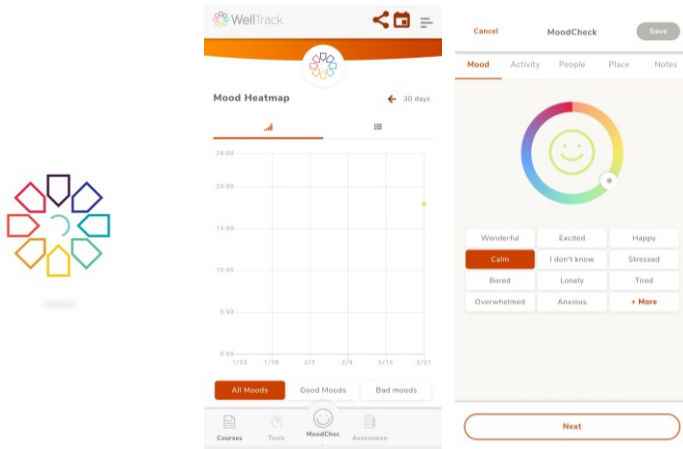 WellTrack
Mood Heatmap
30 days
24:00
20:00
15:00
10:00
5:00
0:00
1/22 1/28 2/3 2/9 2/15 2/21
All Moods Good Moods Bad moods
Courses Tools MoodChec Assessmen
Cancel MoodCheck Save
Mood Activity People Place Notes
Wonderful Excited Happy
Calm I don't know Stressed
Bored Lonely Tired
Overwhelmed Anxious + More
Next